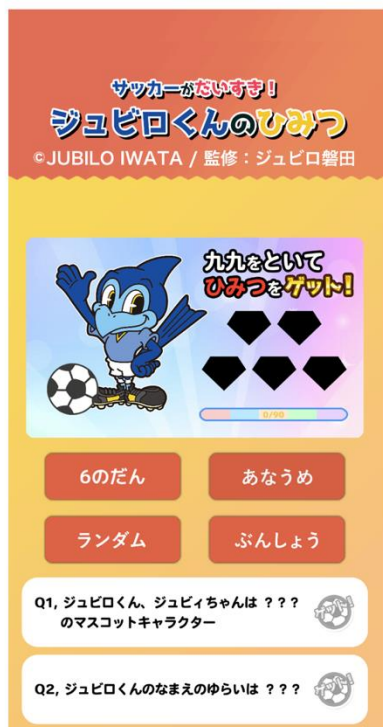 サッカーがだいすき！
ジュビロくんのひみつ
©JUBILO IWATA / 監修：ジュビロ磐田
九九をといて
ひみつをゲット！
0/90
6のだん
あなうめ
ランダム
ぶんしょう
Q1, ジュビロくん、ジュビィちゃんは ？？？
のマスコットキャラクター
Q2, ジュビロくんのなまえのゆらいは ？？？